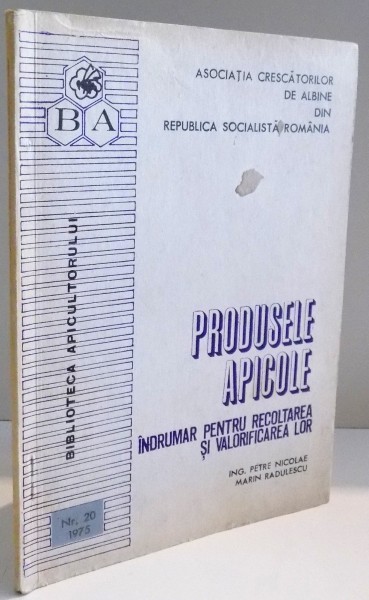 ASOCIAȚIA CRESCĂTORILOR
DE ALBINE
DIN
REPUBLICA SOCIALISTĂ ROMÂNIA
BA
BIBLIOTECA APICULTORULUI
PRODUSELE
APICOLE
ÎNDRUMAR PENTRU RECOLTAREA
ȘI VALORIFICAREA LOR
ING. PETRE NICOLAE
MARIN RADULESCU
Nr. 20
1975